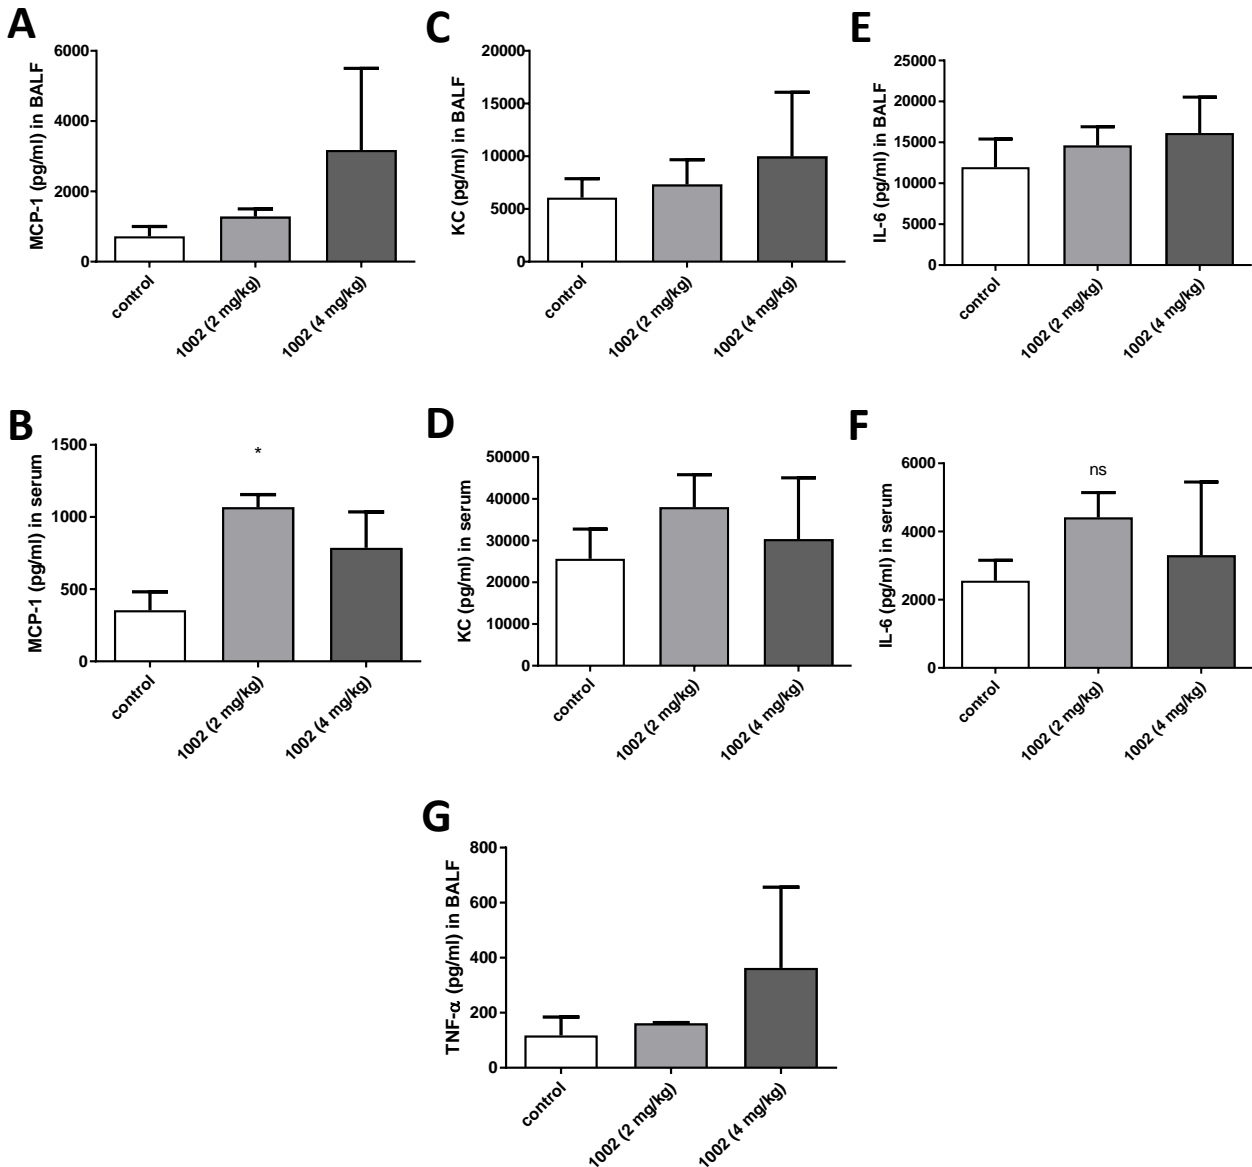 A
MCP-1 (pg/ml) in BALF
6000
4000
2000
0
control
1002 (2 mg/kg)
1002 (4 mg/kg)
C
KC (pg/ml) in BALF
20000
15000
10000
5000
0
control
1002 (2 mg/kg)
1002 (4 mg/kg)
E
IL-6 (pg/ml) in BALF
25000
20000
15000
10000
5000
0
control
1002 (2 mg/kg)
1002 (4 mg/kg)
B
MCP-1 (pg/ml) in serum
1500
1000
500
0
*
control
1002 (2 mg/kg)
1002 (4 mg/kg)
D
KC (pg/ml) in serum
50000
40000
30000
20000
10000
0
control
1002 (2 mg/kg)
1002 (4 mg/kg)
F
IL-6 (pg/ml) in serum
6000
4000
2000
0
ns
control
1002 (2 mg/kg)
1002 (4 mg/kg)
G
TNF-α (pg/ml) in BALF
800
600
400
200
0
control
1002 (2 mg/kg)
1002 (4 mg/kg)